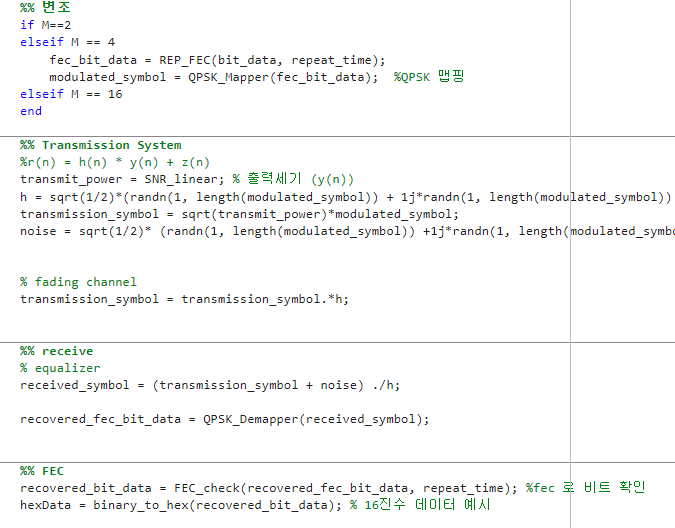 %% 변조
if M==2
elseif M == 4
    fec_bit_data = REP_FEC(bit_data, repeat_time);
    modulated_symbol = QPSK_Mapper(fec_bit_data);  %QPSK 맵핑
elseif M == 16
end
%% Transmission System
%r(n) = h(n) * y(n) + z(n)
transmit_power = SNR_linear; % 출력세기 (y(n))
h = sqrt(1/2)*(randn(1, length(modulated_symbol)) + 1j*randn(1, length(modulated_symbol))
transmission_symbol = sqrt(transmit_power)*modulated_symbol;
noise = sqrt(1/2)* (randn(1, length(modulated_symbol)) +1j*randn(1, length(modulated_symbo
% fading channel
transmission_symbol = transmission_symbol.*h;
%% receive
% equalizer
received_symbol = (transmission_symbol + noise) ./h;
recovered_fec_bit_data = QPSK_Demapper(received_symbol);
%% FEC
recovered_bit_data = FEC_check(recovered_fec_bit_data, repeat_time); %fec 로 비트 확인
hexData = binary_to_hex(recovered_bit_data); % 16진수 데이터 예시